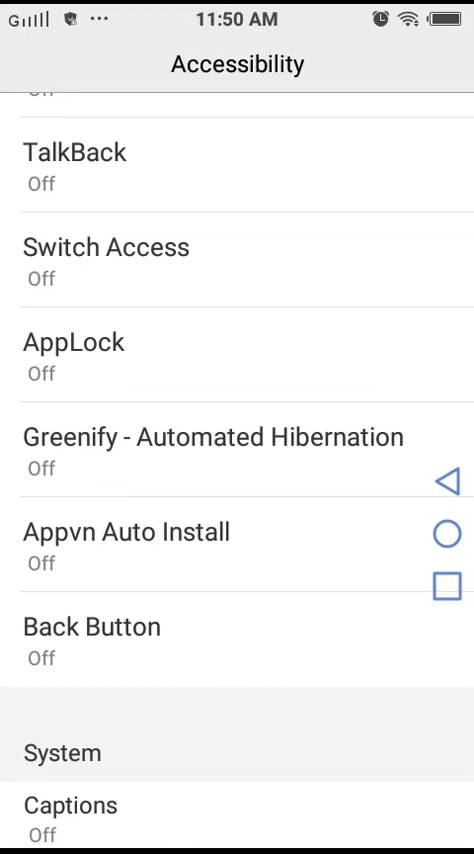 11:50 AM
Accessibility
TalkBack
Off
Switch Access
Off
AppLock
Off
Greenify - Automated Hibernation
Off
Appvn Auto Install
Off
Back Button
Off
System
Captions
Off